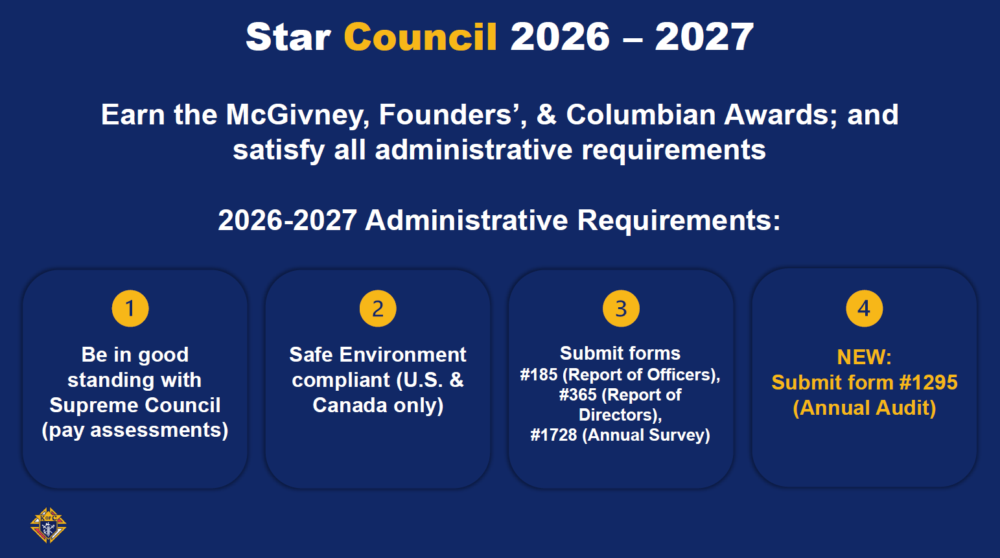 Star Council 2026 – 2027
Earn the McGivney, Founders’, & Columbian Awards; and
satisfy all administrative requirements
2026-2027 Administrative Requirements:
1
Be in good
standing with
Supreme Council
(pay assessments)
2
Safe Environment
compliant (U.S. &
Canada only)
3
Submit forms
#185 (Report of Officers),
#365 (Report of
Directors),
#1728 (Annual Survey)
4
NEW:
Submit form #1295
(Annual Audit)
K OF C